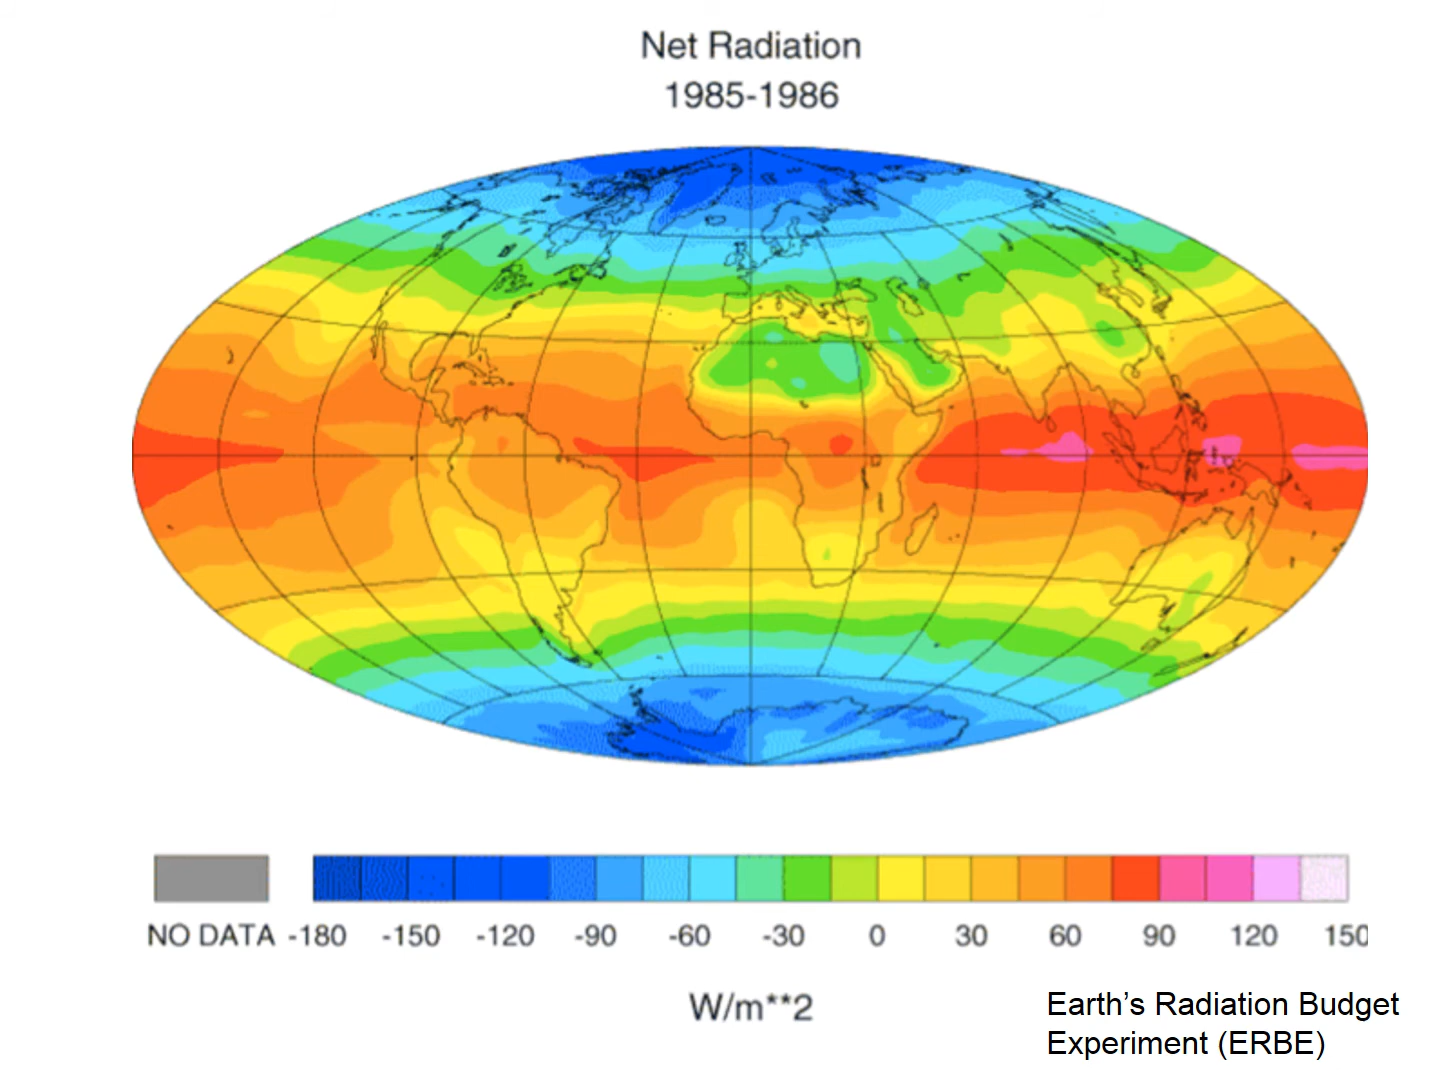 Net Radiation
1985-1986
NO DATA -180 -150 -120 -90 -60 -30 0 30 60 90 120 150
W/m**2
Earth’s Radiation Budget
Experiment (ERBE)